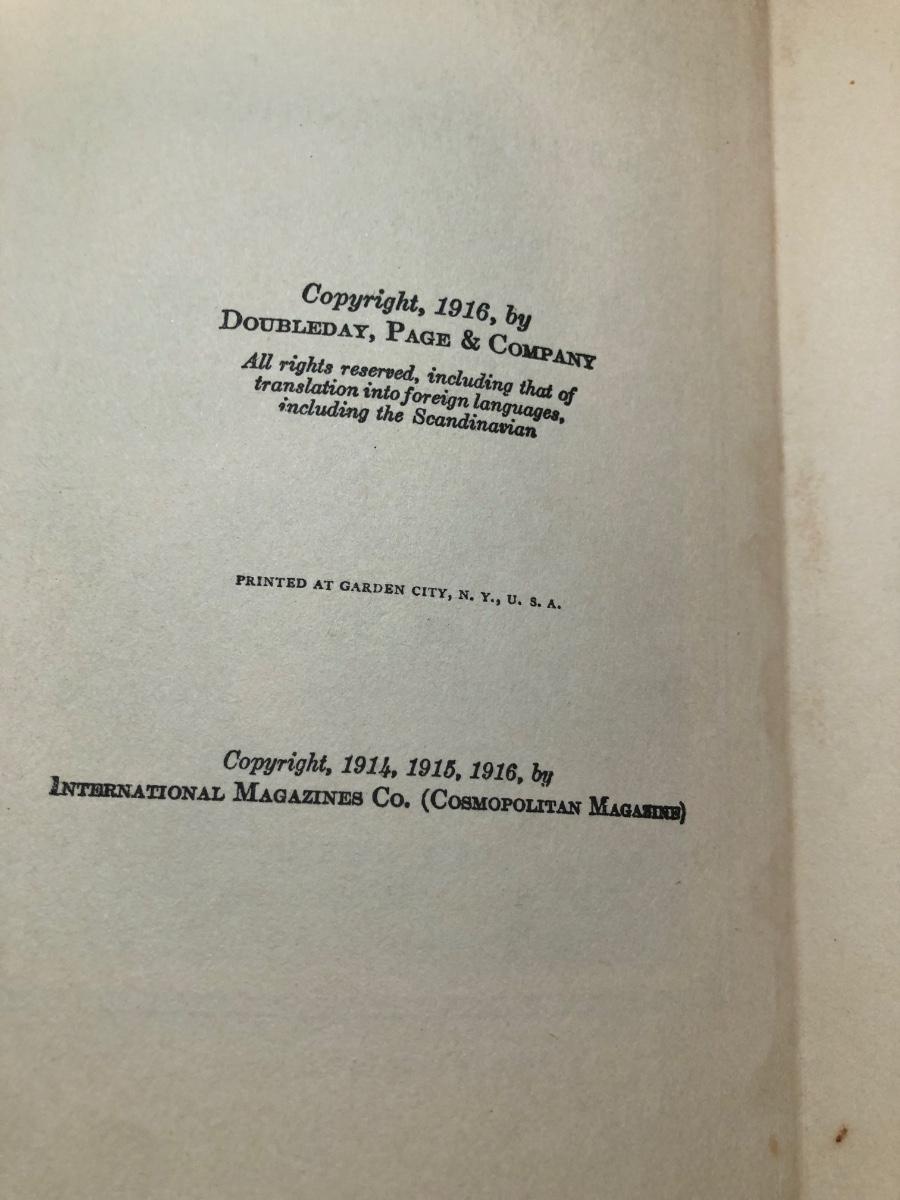 Copyright, 1916, by
DOUBLEDAY, PAGE & COMPANY
All rights reserved, including that of
translation into foreign languages,
including the Scandinavian
PRINTED AT GARDEN CITY, N. Y., U. S. A.
Copyright, 1914, 1915, 1916, by
INTERNATIONAL MAGAZINES CO. (COSMOPOLITAN MAGAZINE)